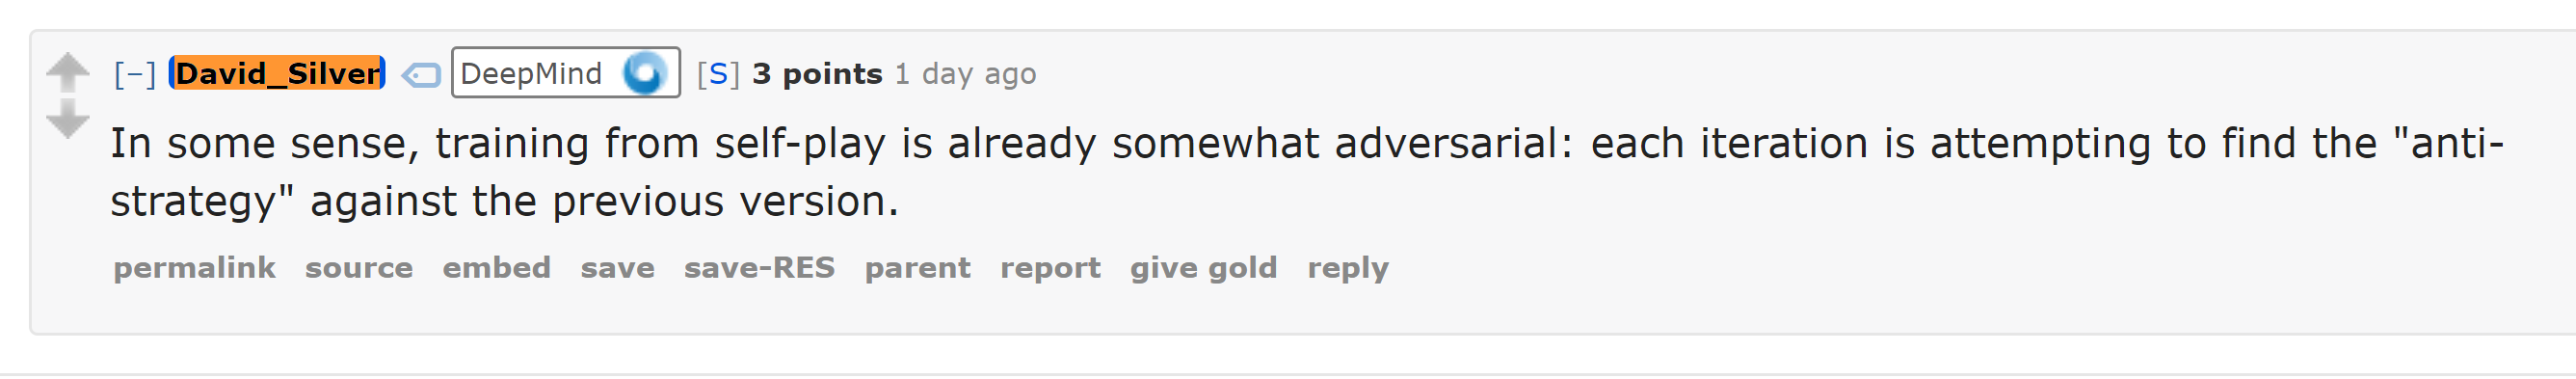 [–] David_Silver DeepMind [S] 3 points 1 day ago
In some sense, training from self-play is already somewhat adversarial: each iteration is attempting to find the "anti-
strategy" against the previous version.
permalink source embed save save-RES parent report give gold reply